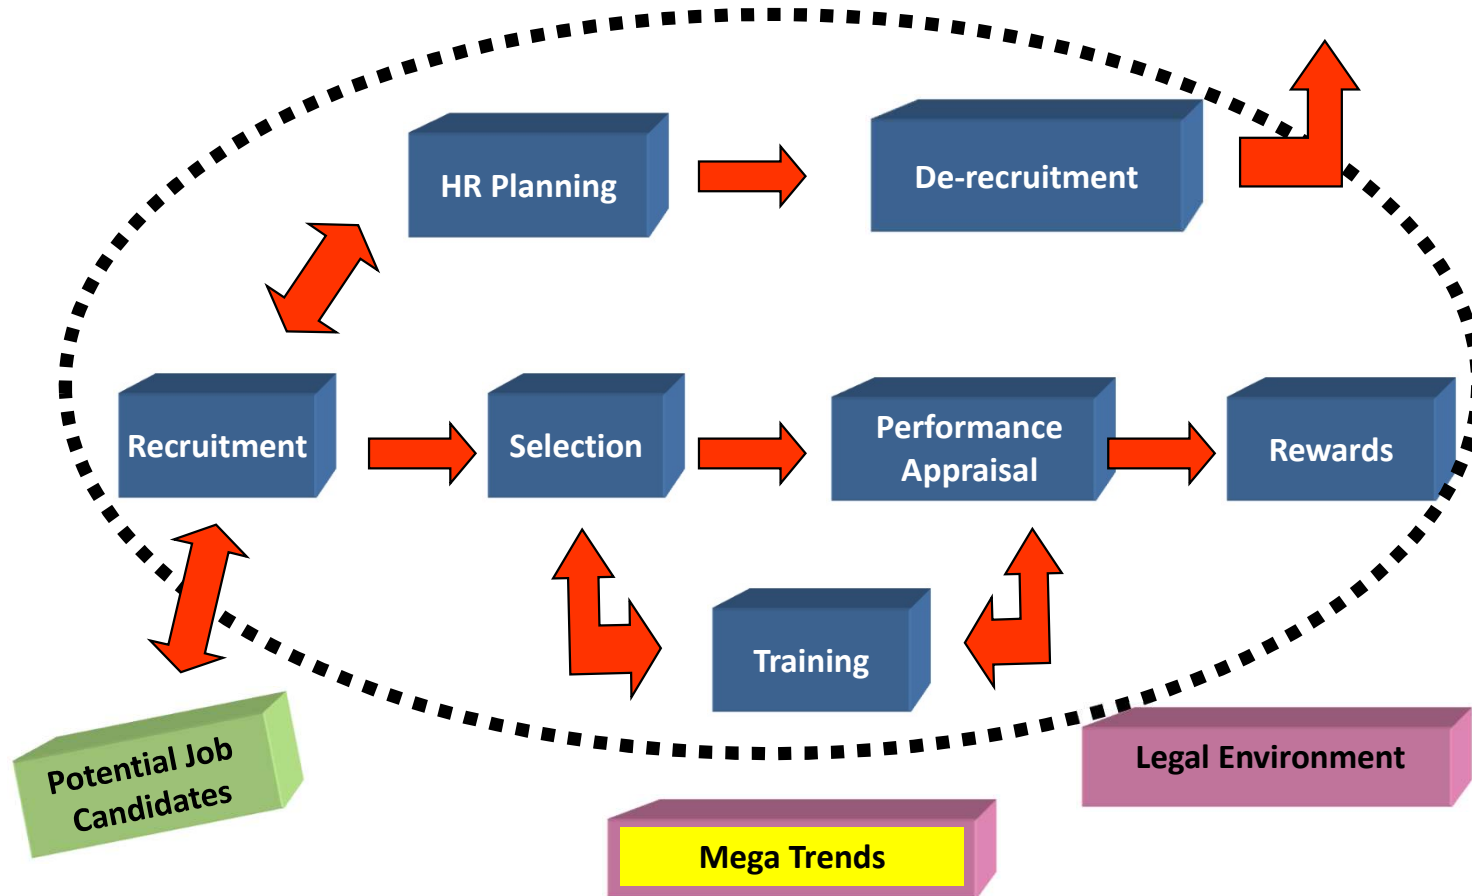 HR Planning
De-recruitment
Recruitment
Selection
Performance
Appraisal
Rewards
Training
Potential Job
Candidates
Legal Environment
Mega Trends